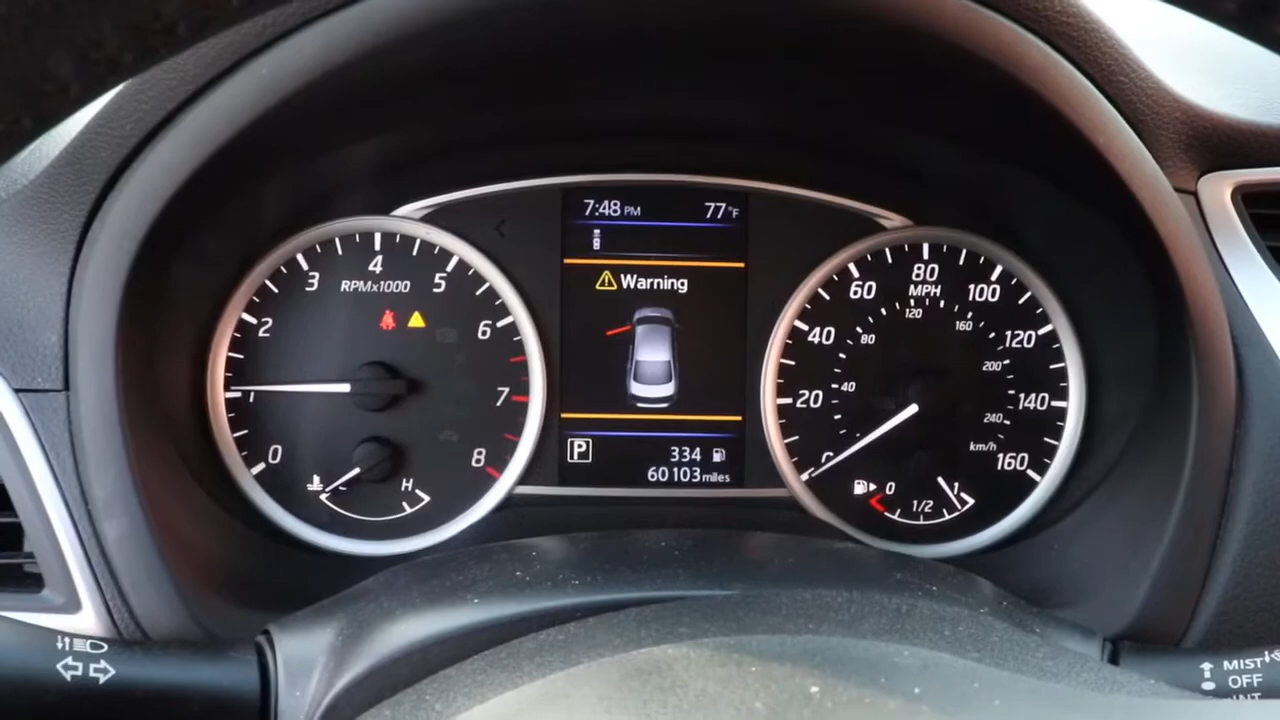 7:48 PM 77°F
Warning
P
334
60103 miles
0
1
2
3
4
5
6
7
8
RPMx1000
C
H
20
40
60
80
100
120
140
160
MPH
40
80
120
160
200
240
km/h
0
1/2
1
MIST
OFF
INT